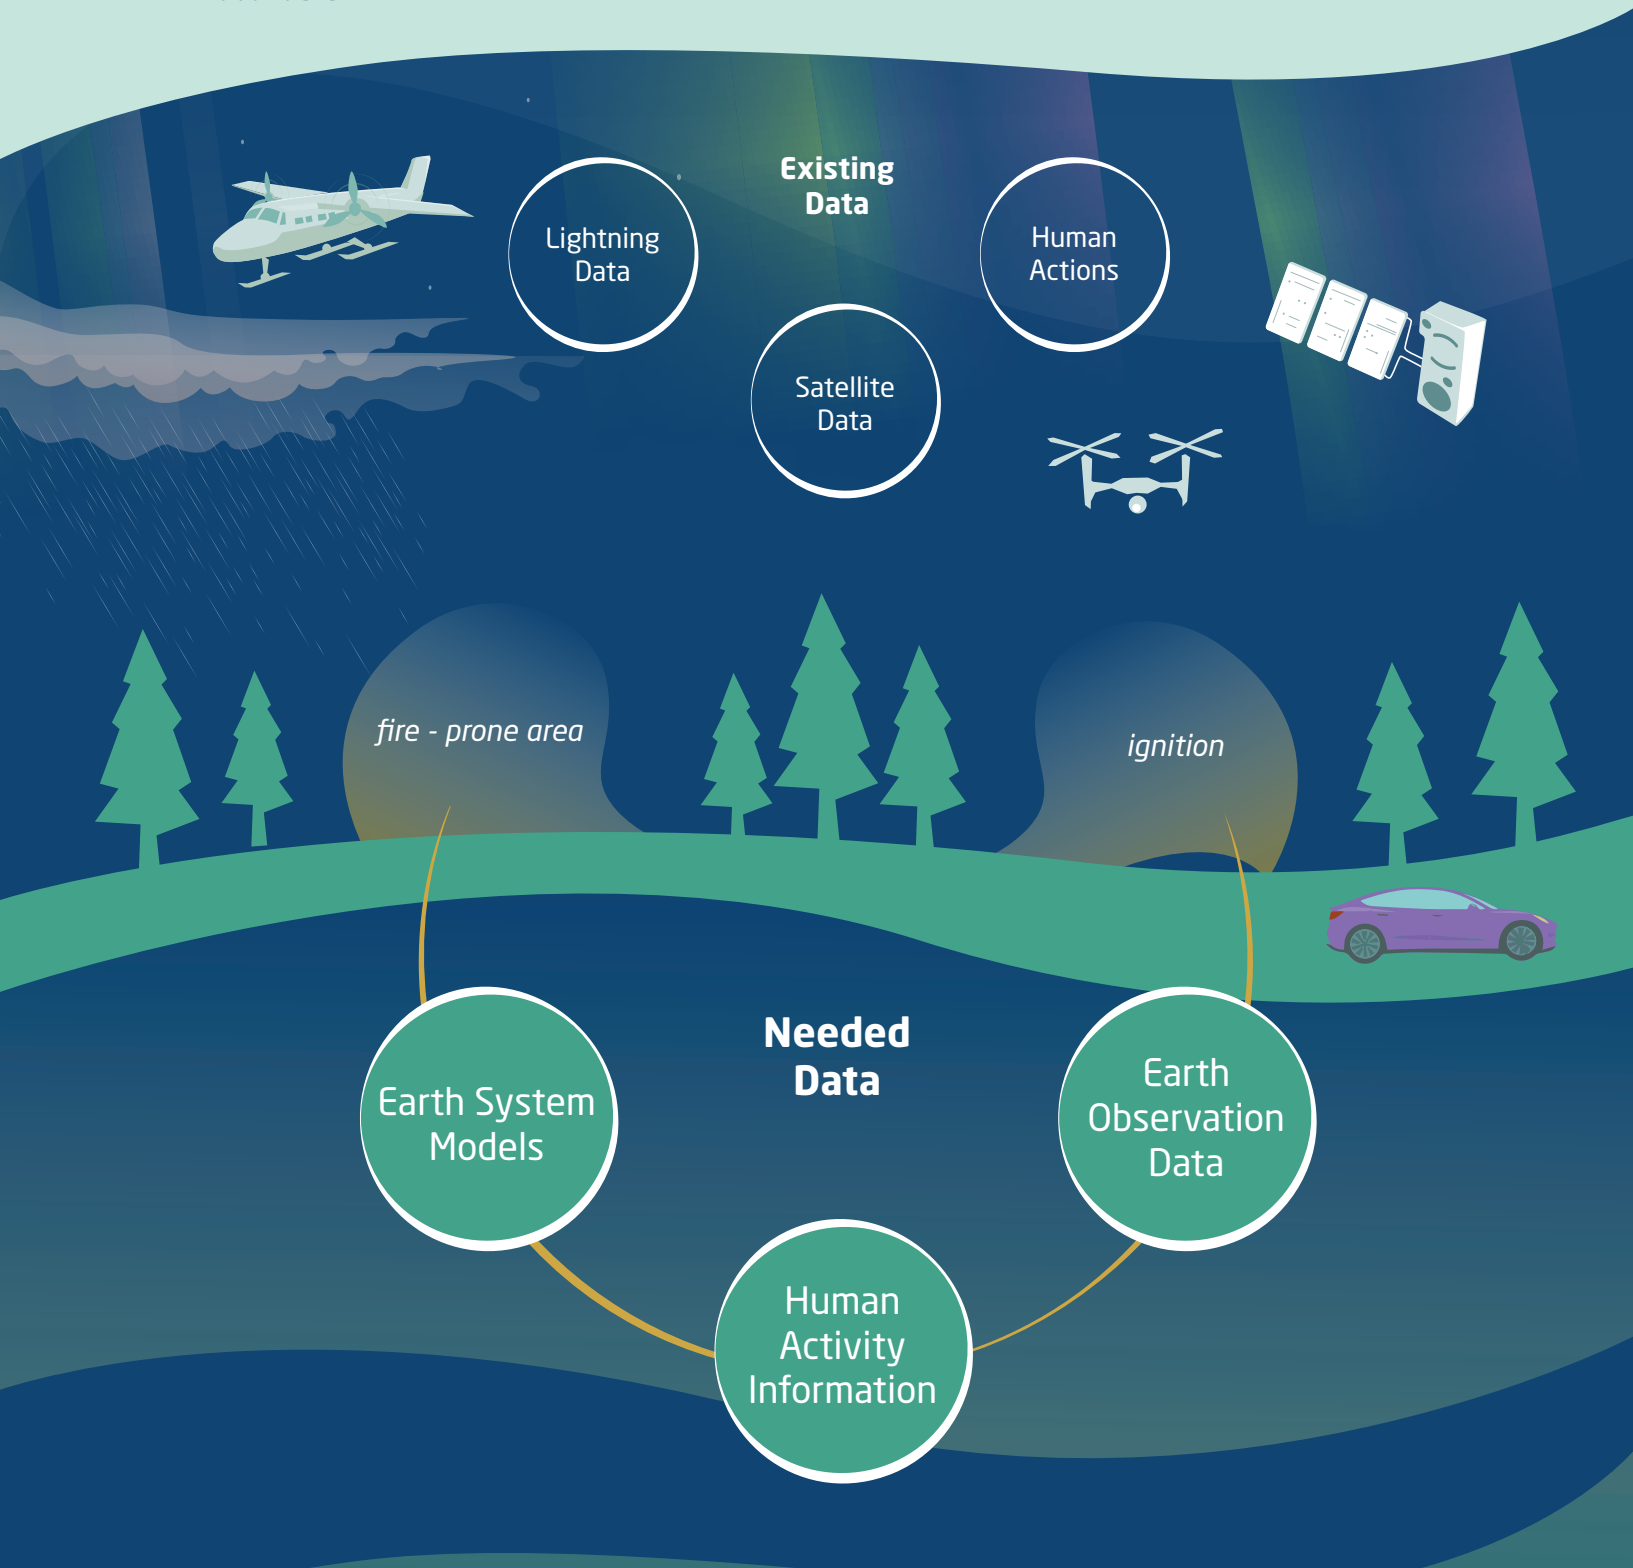 Existing
Data
Lightning
Data
Human
Actions
Satellite
Data
fire - prone area
ignition
Needed
Data
Earth System
Models
Earth
Observation
Data
Human
Activity
Information